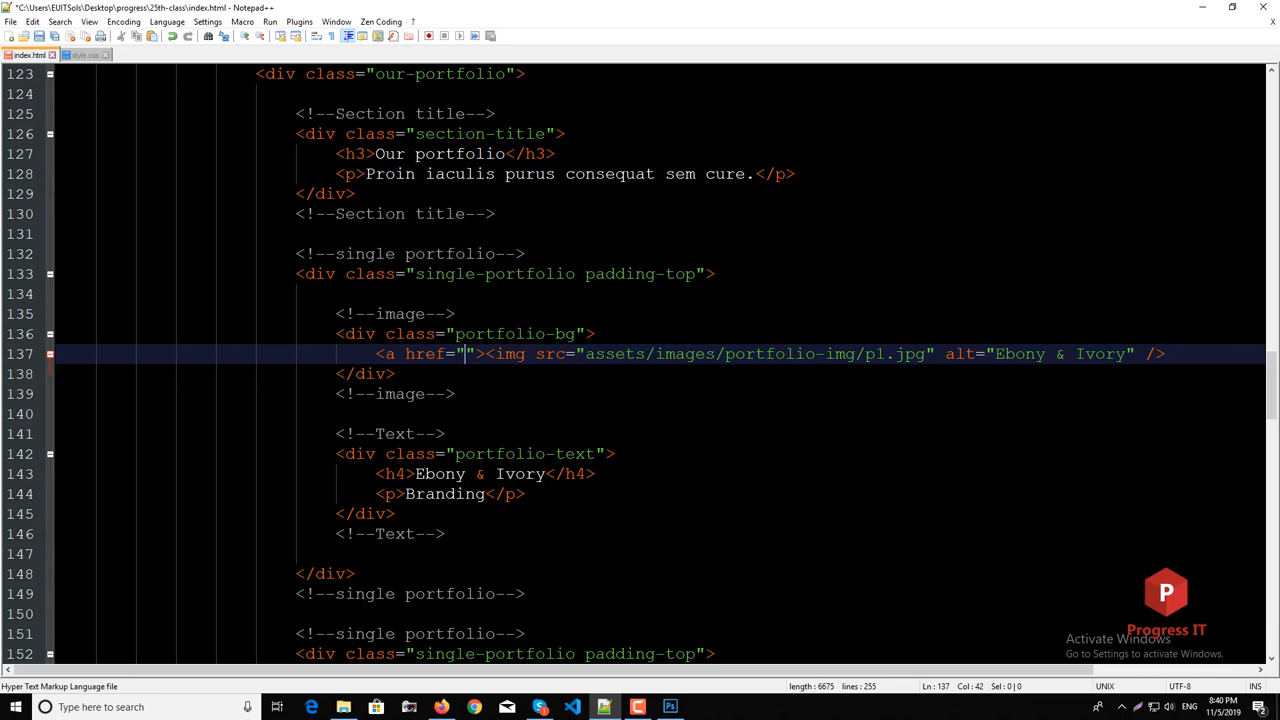 *C:\Users\EUITSols\Desktop\progress\25th-class\index.html - Notepad++
File Edit Search View Encoding Language Settings Macro Run Plugins Window Zen Coding ?
index.html style.css
123 <div class="our-portfolio">
124
125 <!--Section title-->
126 <div class="section-title">
127 <h3>Our portfolio</h3>
128 <p>Proin iaculis purus consequat sem cure.</p>
129 </div>
130 <!--Section title-->
131
132 <!--single portfolio-->
133 <div class="single-portfolio padding-top">
134
135 <!--image-->
136 <div class="portfolio-bg">
137 <a href=""><img src="assets/images/portfolio-img/p1.jpg" alt="Ebony & Ivory" />
138 </div>
139 <!--image-->
140
141 <!--Text-->
142 <div class="portfolio-text">
143 <h4>Ebony & Ivory</h4>
144 <p>Branding</p>
145 </div>
146 <!--Text-->
147
148 </div>
149 <!--single portfolio-->
150
151 <!--single portfolio-->
152 <div class="single-portfolio padding-top">
P
Progress IT
Activate Windows
Go to Settings to activate Windows.
Hyper Text Markup Language file length : 6675 lines : 255 Ln : 137 Col : 42 Sel : 0 | 0 UNIX UTF-8 INS
Type here to search
ENG
8:40 PM
11/5/2019
2